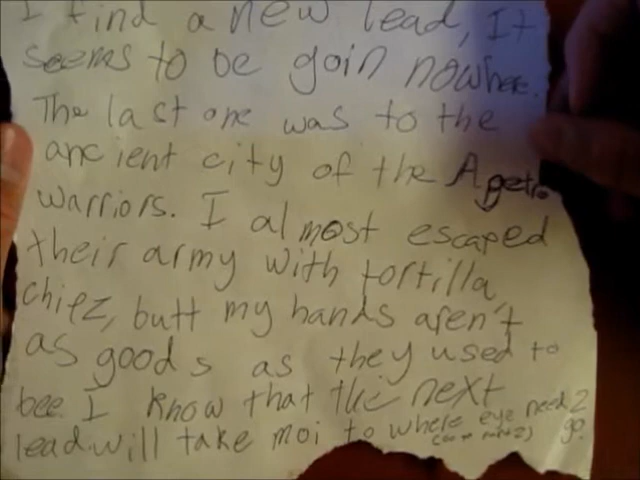 I find a new lead, It
seems to be goin nowhere.
The last one was to the
ancient city of the
warriors. I almost escaped
their army with tortilla
chipz, butt my hands aren't
as goods as they used to
bee. I know that the next
lead will take moi to where eye need 2
go.